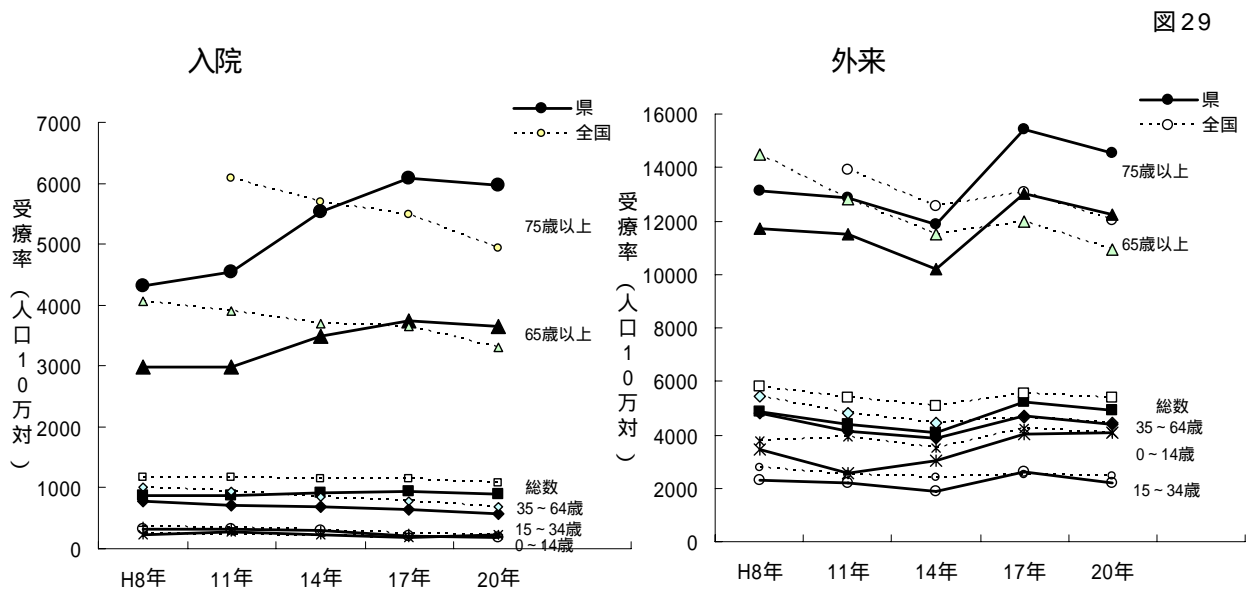 図29
入院
県
全国
7000
6000
5000
4000
3000
2000
1000
0
受療率(人口10万対)
75歳以上
65歳以上
総数
35~64歳
15~34歳
0~14歳
H8年 11年 14年 17年 20年
外来
県
全国
16000
14000
12000
10000
8000
6000
4000
2000
0
受療率(人口10万対)
75歳以上
65歳以上
総数
35~64歳
0~14歳
15~34歳
H8年 11年 14年 17年 20年